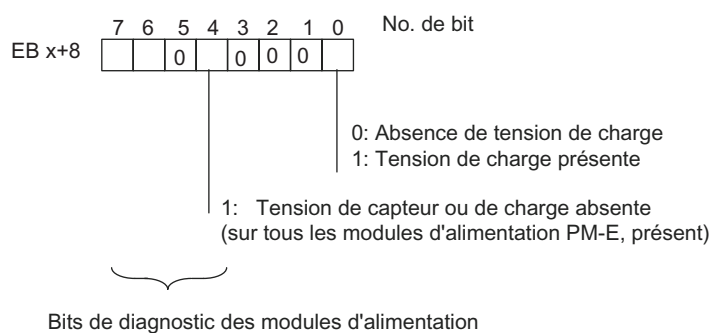 7 6 5 4 3 2 1 0 No. de bit
EB x+8
0 0 0 0
0: Absence de tension de charge
1: Tension de charge présente
1: Tension de capteur ou de charge absente
(sur tous les modules d'alimentation PM-E, présent)
Bits de diagnostic des modules d'alimentation